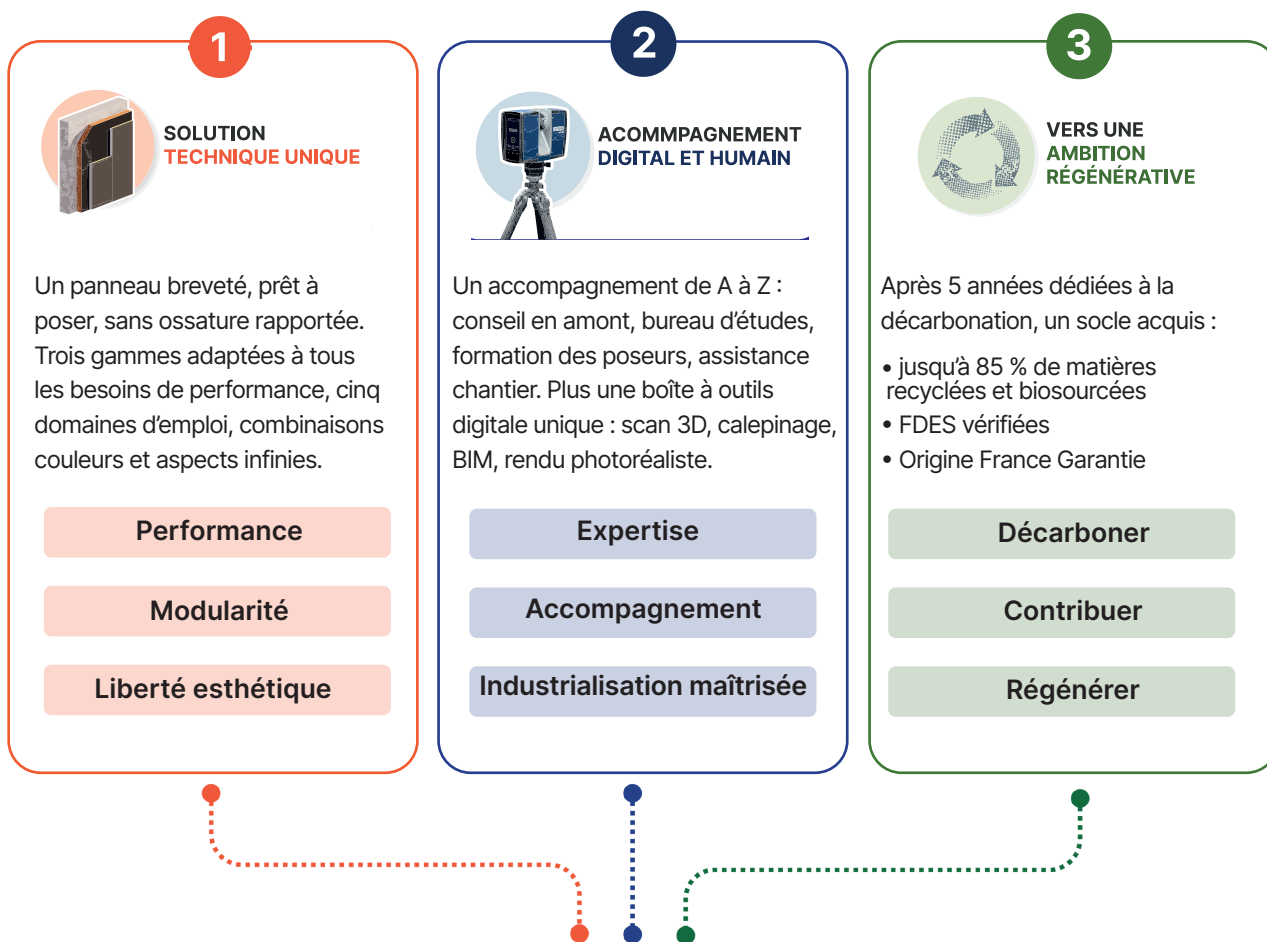 1
SOLUTION
TECHNIQUE UNIQUE
Un panneau breveté, prêt à
poser, sans ossature rapportée.
Trois gammes adaptées à tous
les besoins de performance, cinq
domaines d’emploi, combinaisons
couleurs et aspects infinies.
Performance
Modularité
Liberté esthétique
2
ACOMMPAGNEMENT
DIGITAL ET HUMAIN
Un accompagnement de A à Z :
conseil en amont, bureau d’études,
formation des poseurs, assistance
chantier. Plus une boîte à outils
digitale unique : scan 3D, calepinage,
BIM, rendu photoréaliste.
Expertise
Accompagnement
Industrialisation maîtrisée
3
VERS UNE
AMBITION
RÉGÉNÉRATIVE
Après 5 années dédiées à la
décarbonation, un socle acquis :
• jusqu’à 85 % de matières
recyclées et biosourcées
• FDES vérifiées
• Origine France Garantie
Décarboner
Contribuer
Régénérer